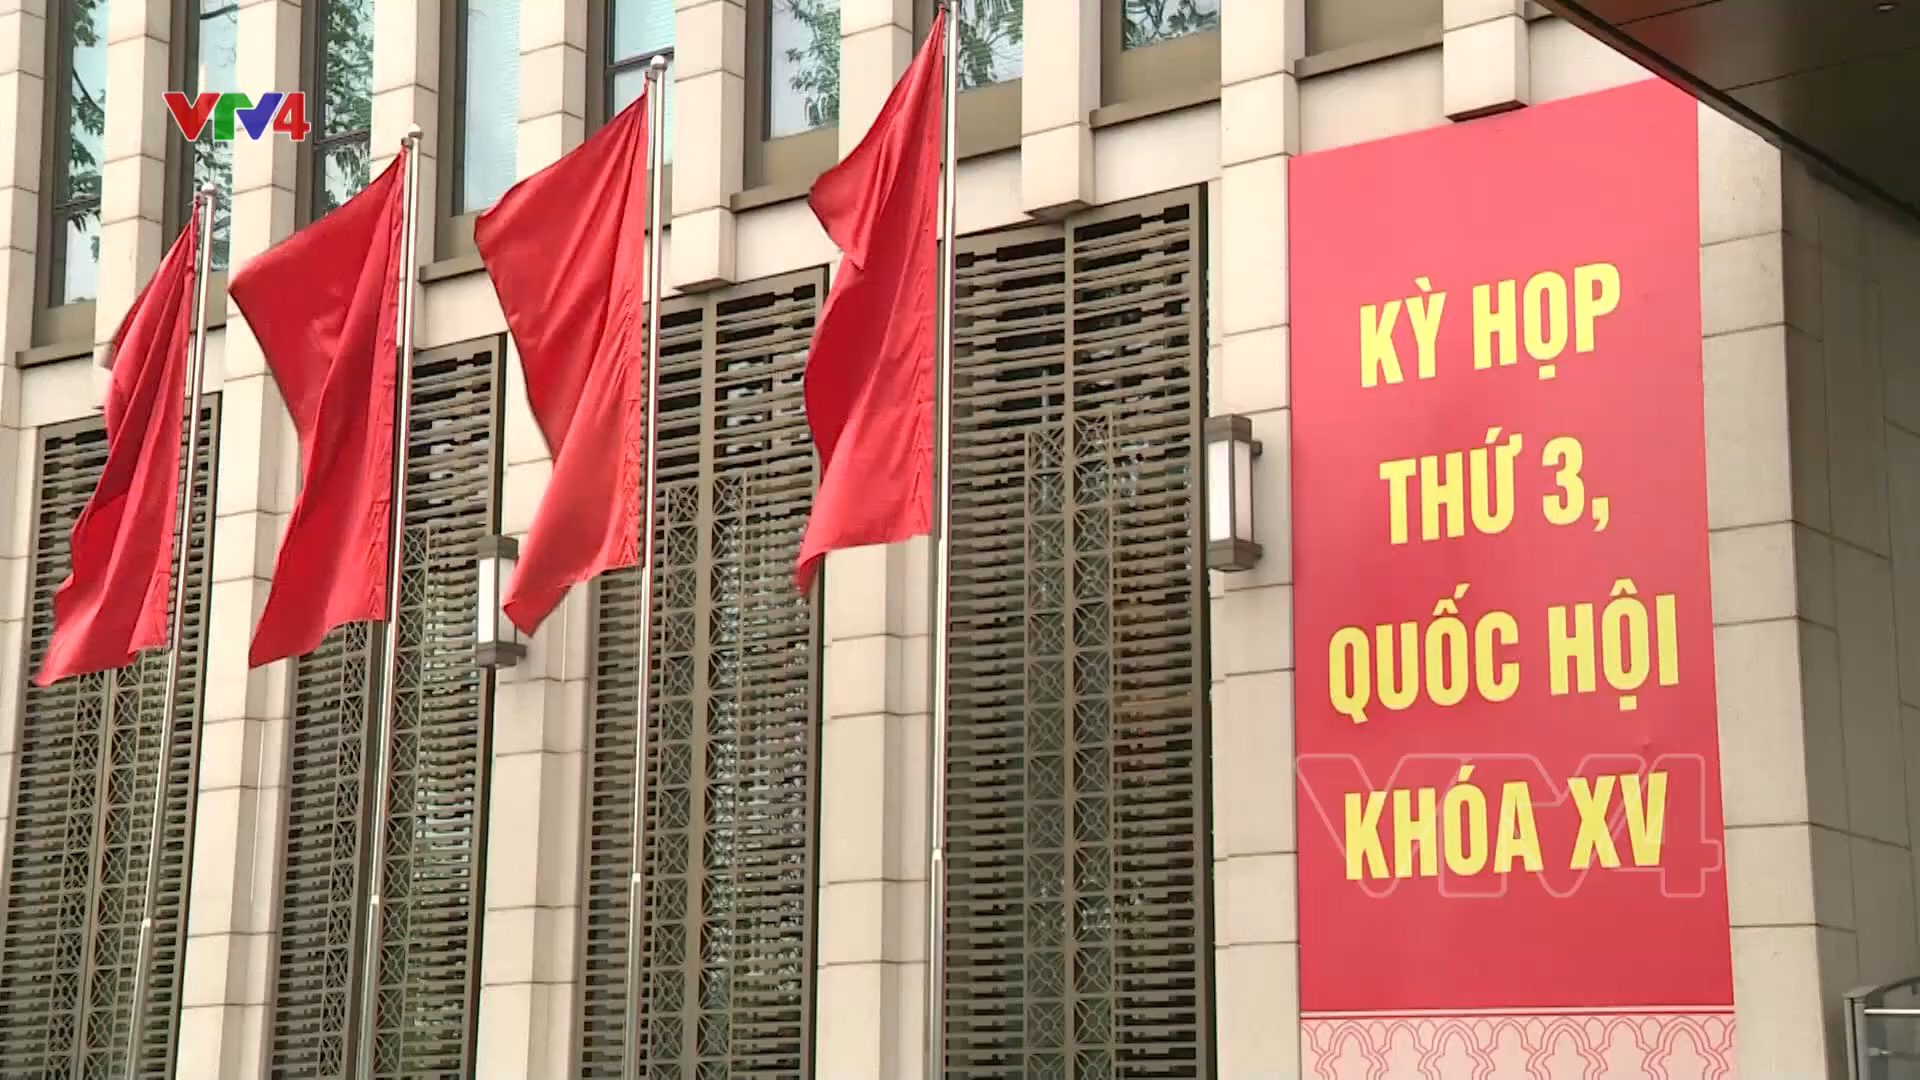 VTV4
KỲ HỌP
THỨ 3,
QUỐC HỘI
KHÓA XV
VTV4